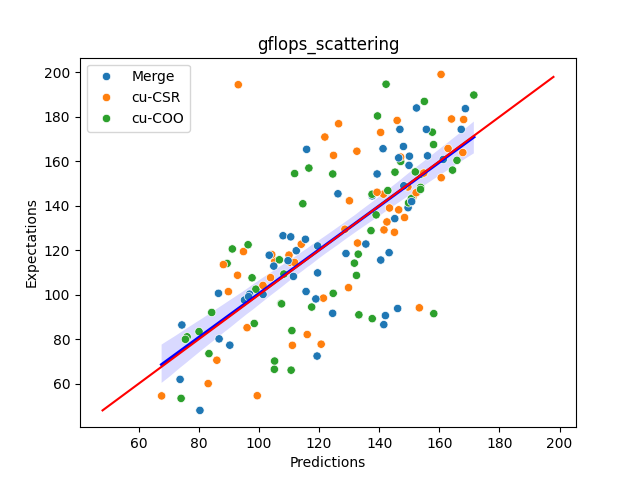 gflops_scattering
Merge
cu-CSR
cu-COO
200
180
160
140
120
100
80
60
Expectations
60 80 100 120 140 160 180 200
Predictions